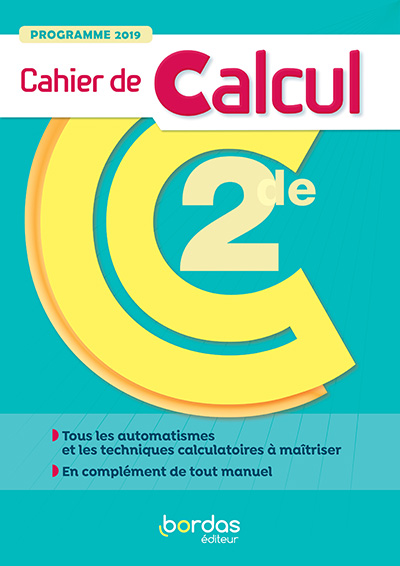 PROGRAMME 2019
Cahier de Calcul
2de
Tous les automatismes
et les techniques calculatoires à maîtriser
En complément de tout manuel
bordas
éditeur